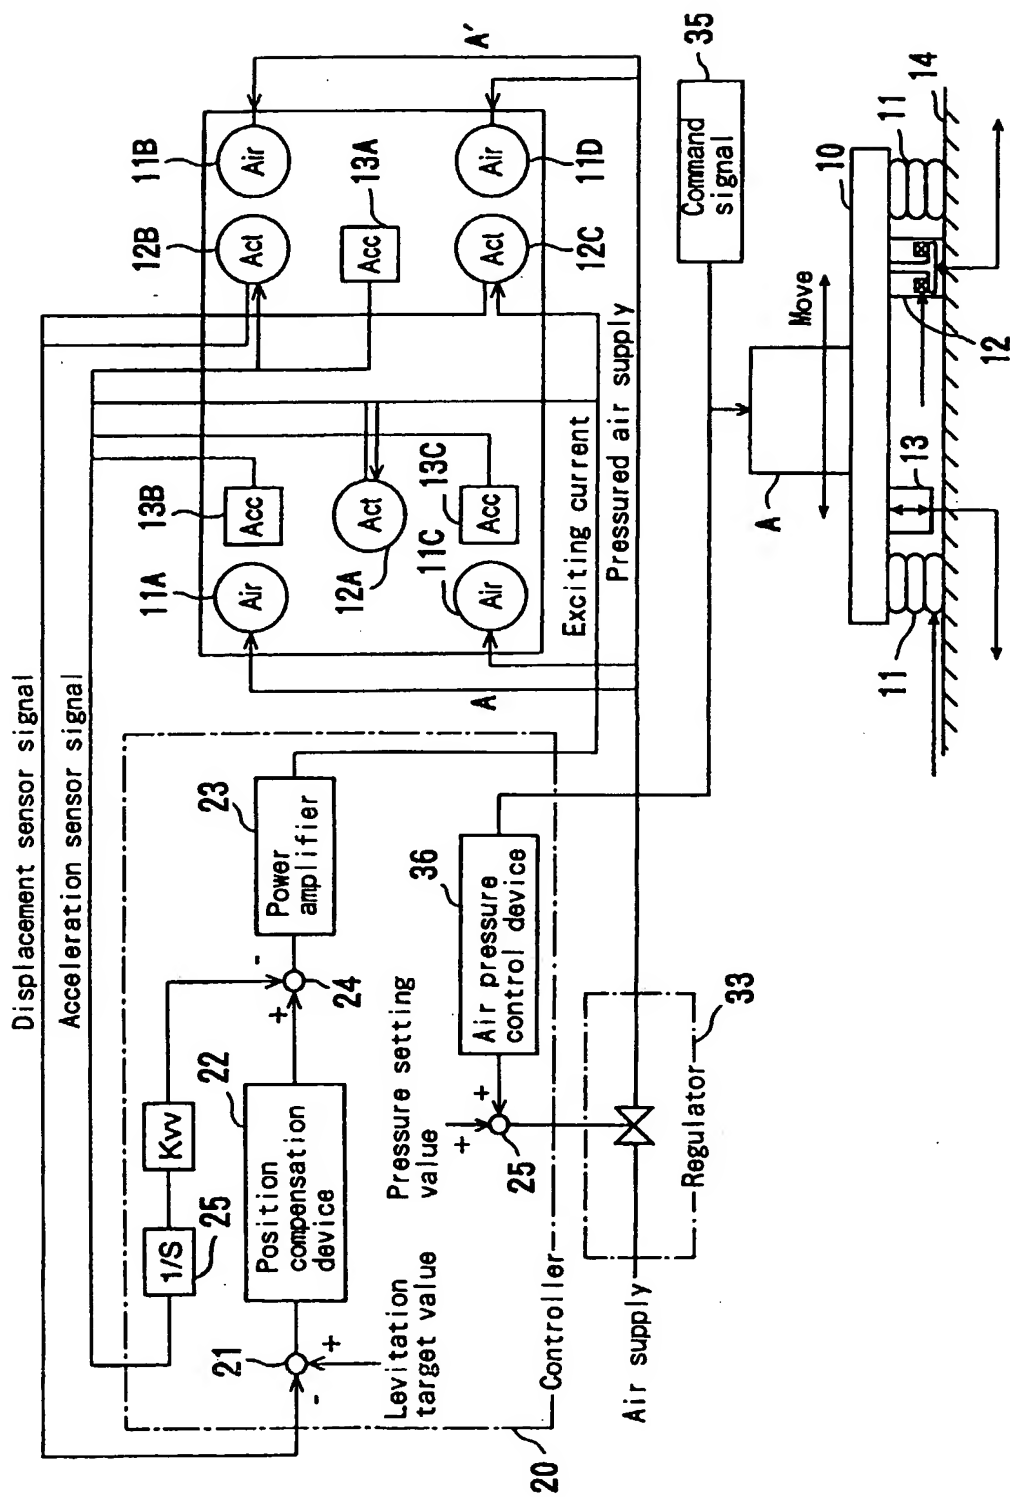 Displacement sensor signal
Acceleration sensor signal
1/S
25
Kvv
21
-
+
Position
compensation
device
22
+
-
24
Power
amplifier
23
Levitation
target value
Pressure setting
value
+
+
25
Air pressure
control device
36
Controller
20
Air supply
Regulator
33
11A
Air
13B
Acc
12A
Act
11C
Air
13C
Acc
12B
Act
11B
Air
13A
Acc
12C
Act
11D
Air
A
A'
Exciting current
Pressured air supply
Command
signal
35
A
Move
10
11
13
12
11
14